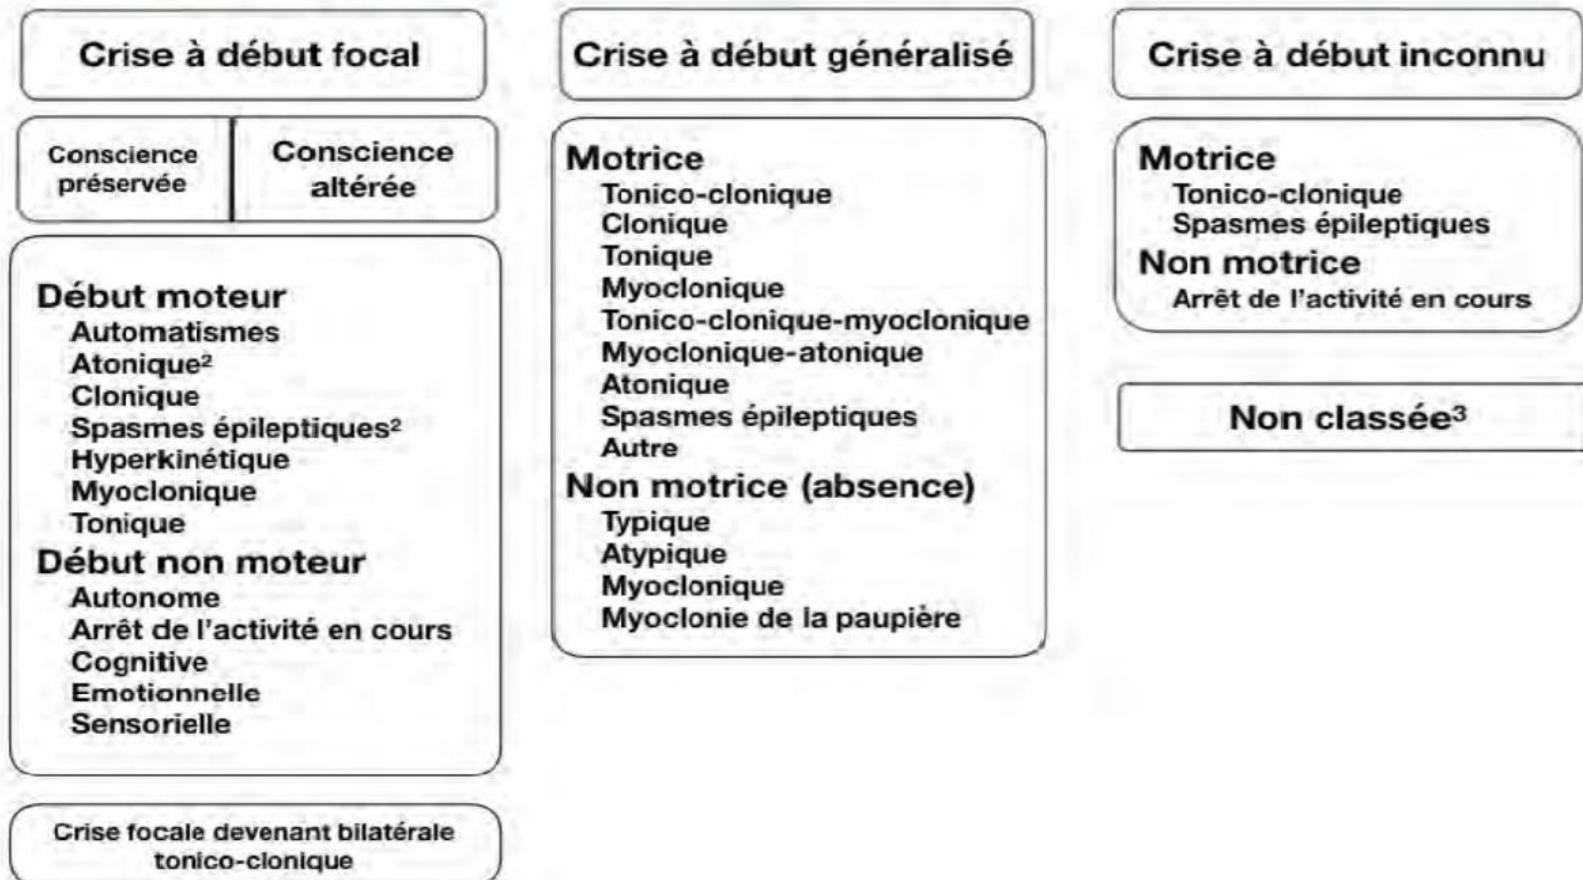 Crise à début focal
Conscience
préservée
Conscience
altérée
Début moteur
Automatismes
Atonique²
Clonique
Spasmes épileptiques²
Hyperkinétique
Myoclonique
Tonique
Début non moteur
Autonome
Arrêt de l'activité en cours
Cognitive
Emotionnelle
Sensorielle
Crise focale devenant bilatérale
tonico-clonique
Crise à début généralisé
Motrice
Tonico-clonique
Clonique
Tonique
Myoclonique
Tonico-clonique-myoclonique
Myoclonique-atonique
Atonique
Spasmes épileptiques
Autre
Non motrice (absence)
Typique
Atypique
Myoclonique
Myoclonie de la paupière
Crise à début inconnu
Motrice
Tonico-clonique
Spasmes épileptiques
Non motrice
Arrêt de l'activité en cours
Non classée³